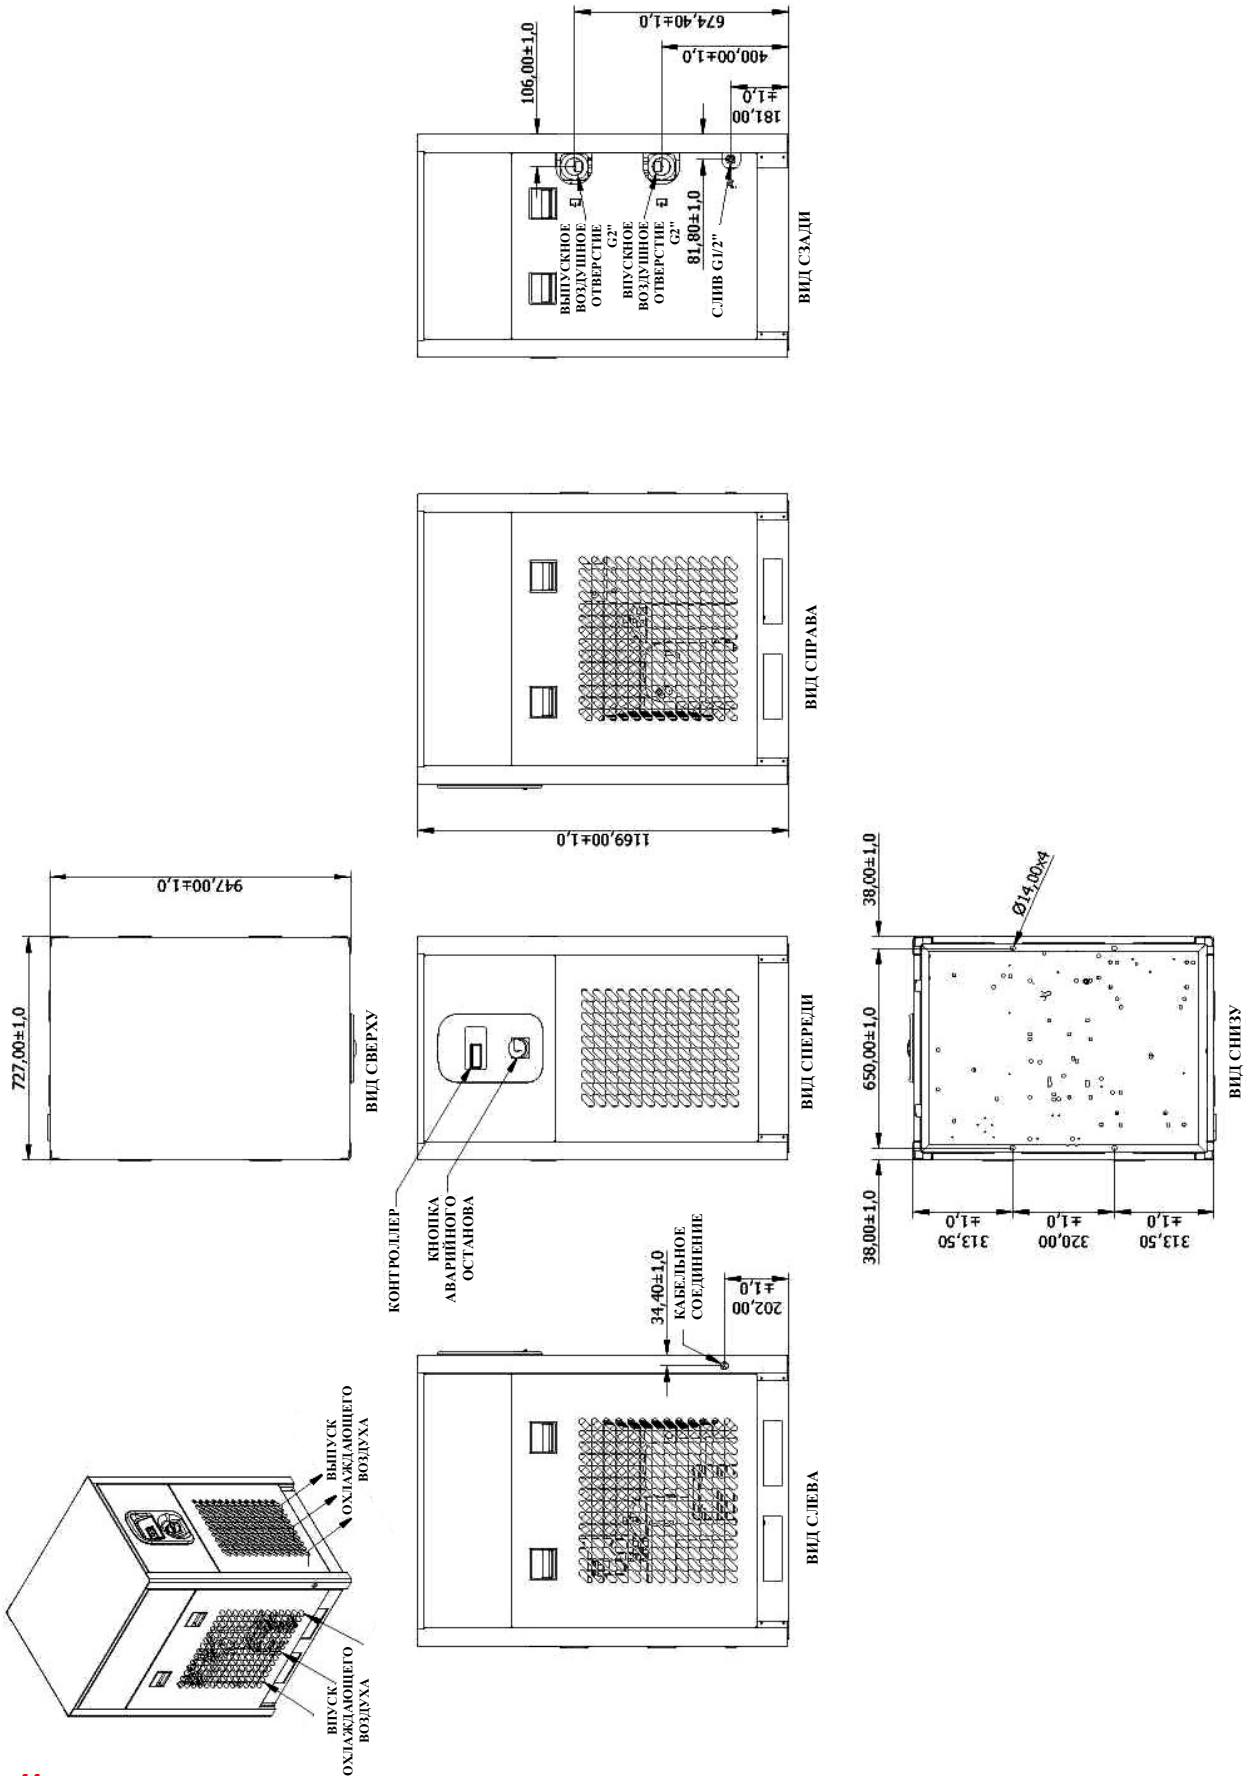 674,40±1,0
400,00±1,0
181,00
±1,0
106,00±1,0
81,80±1,0
ВЫПУСКНОЕ
ВОЗДУШНОЕ
ОТВЕРСТИЕ
G2"
ВПУСКНОЕ
ВОЗДУШНОЕ
ОТВЕРСТИЕ
G2"
СЛИВ G1/2"
ВИД СЗАДИ
ВИД СПРАВА
1169,00±1,0
727,00±1,0
947,00±1,0
ВИД СВЕРХУ
КОНТРОЛЛЕР
КНОПКА
АВАРИЙНОГО
ОСТАНОВА
ВИД СПЕРЕДИ
38,00±1,0
650,00±1,0
38,00±1,0
Ø14,00x4
313,50
±1,0
320,00
±1,0
313,50
±1,0
ВИД СНИЗУ
34,40±1,0
КАБЕЛЬНОЕ
СОЕДИНЕНИЕ
202,00
±1,0
ВИД СЛЕВА
ВЫПУСК
ОХЛАЖДАЮЩЕГО
ВОЗДУХА
ВПУСК
ОХЛАЖДАЮЩЕГО
ВОЗДУХА